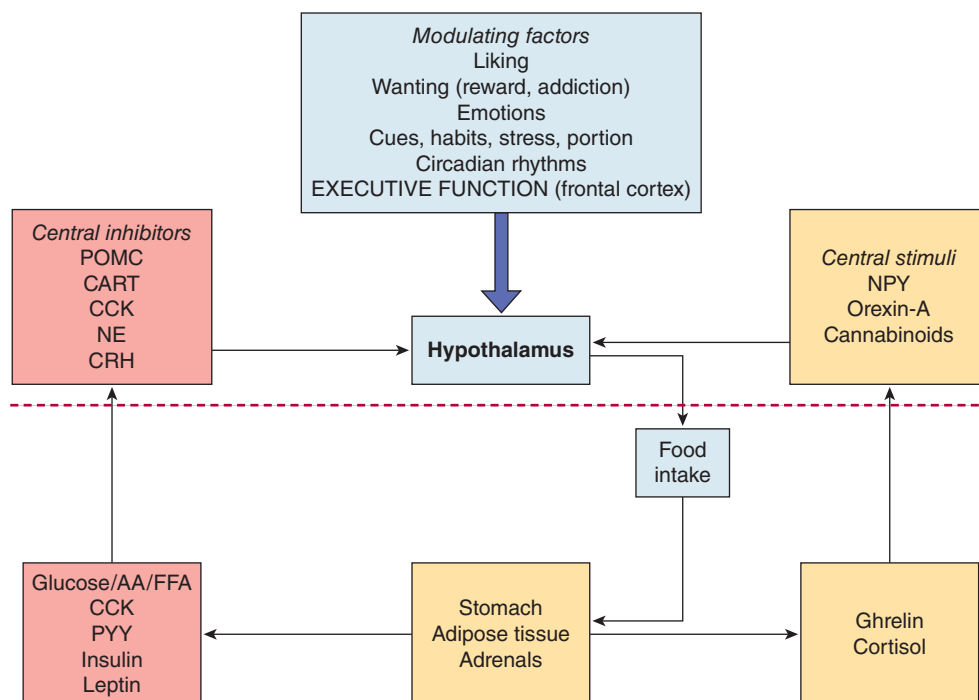 Modulating factors
Liking
Wanting (reward, addiction)
Emotions
Cues, habits, stress, portion
Circadian rhythms
EXECUTIVE FUNCTION (frontal cortex)
Central inhibitors
POMC
CART
CCK
NE
CRH
Hypothalamus
Central stimuli
NPY
Orexin-A
Cannabinoids
Food
intake
Glucose/AA/FFA
CCK
PYY
Insulin
Leptin
Stomach
Adipose tissue
Adrenals
Ghrelin
Cortisol